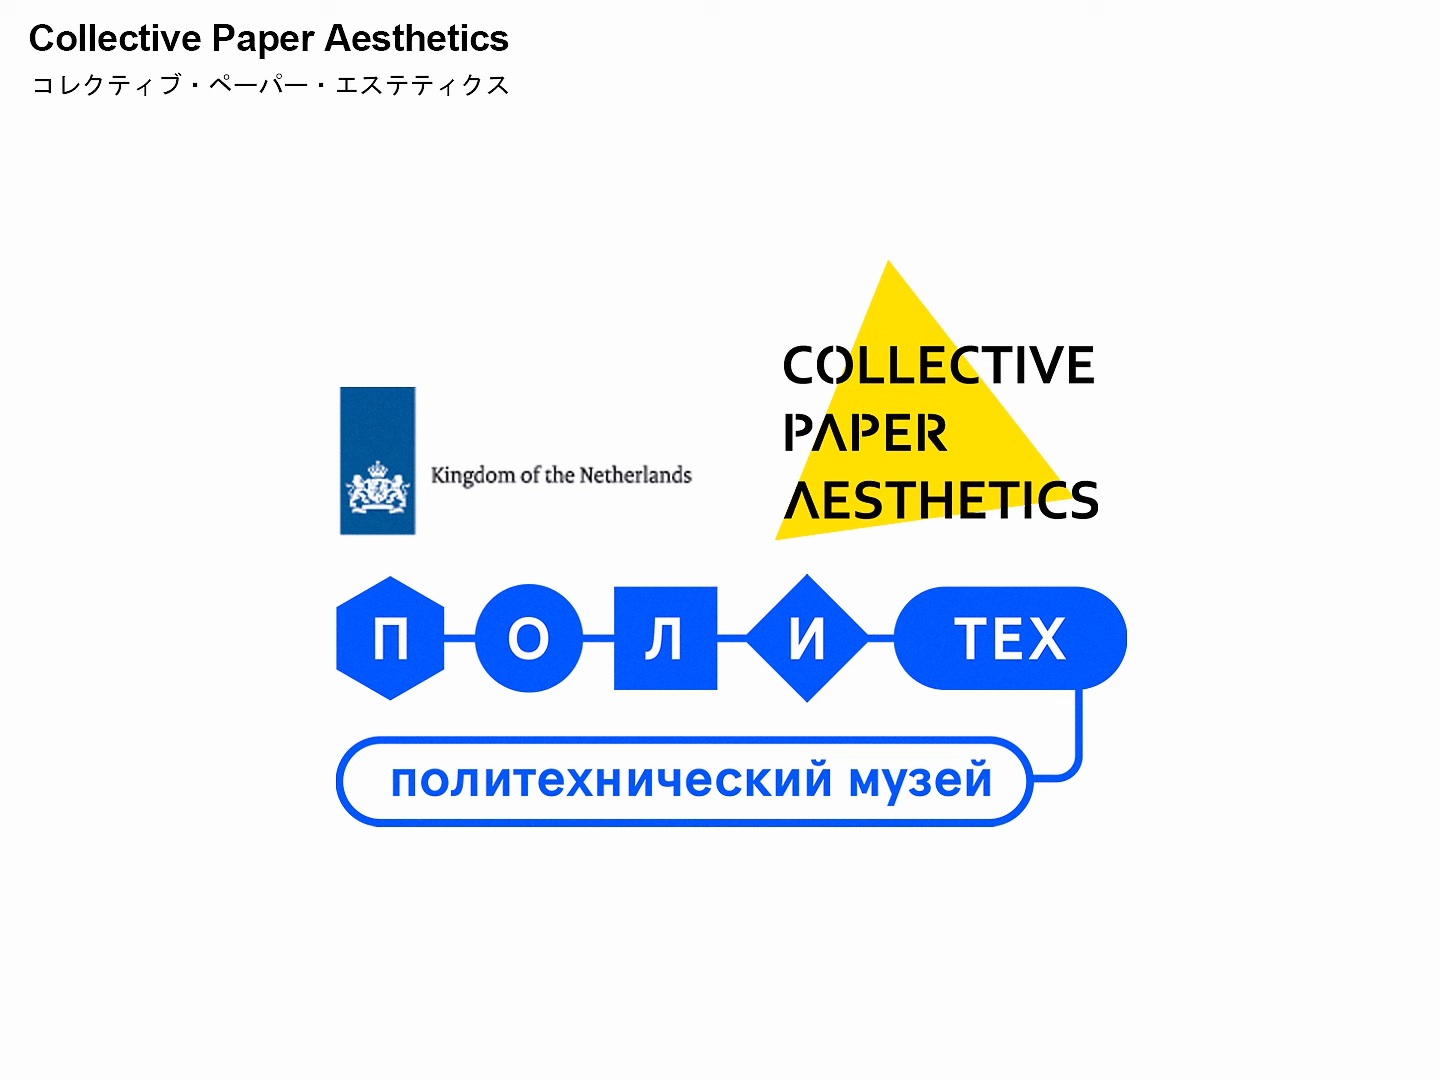 Collective Paper Aesthetics
コレクティブ・ペーパー・エステティクス
COLLECTIVE
PAPER
AESTHETICS
Kingdom of the Netherlands
П О Л И ТЕХ
политехнический музей